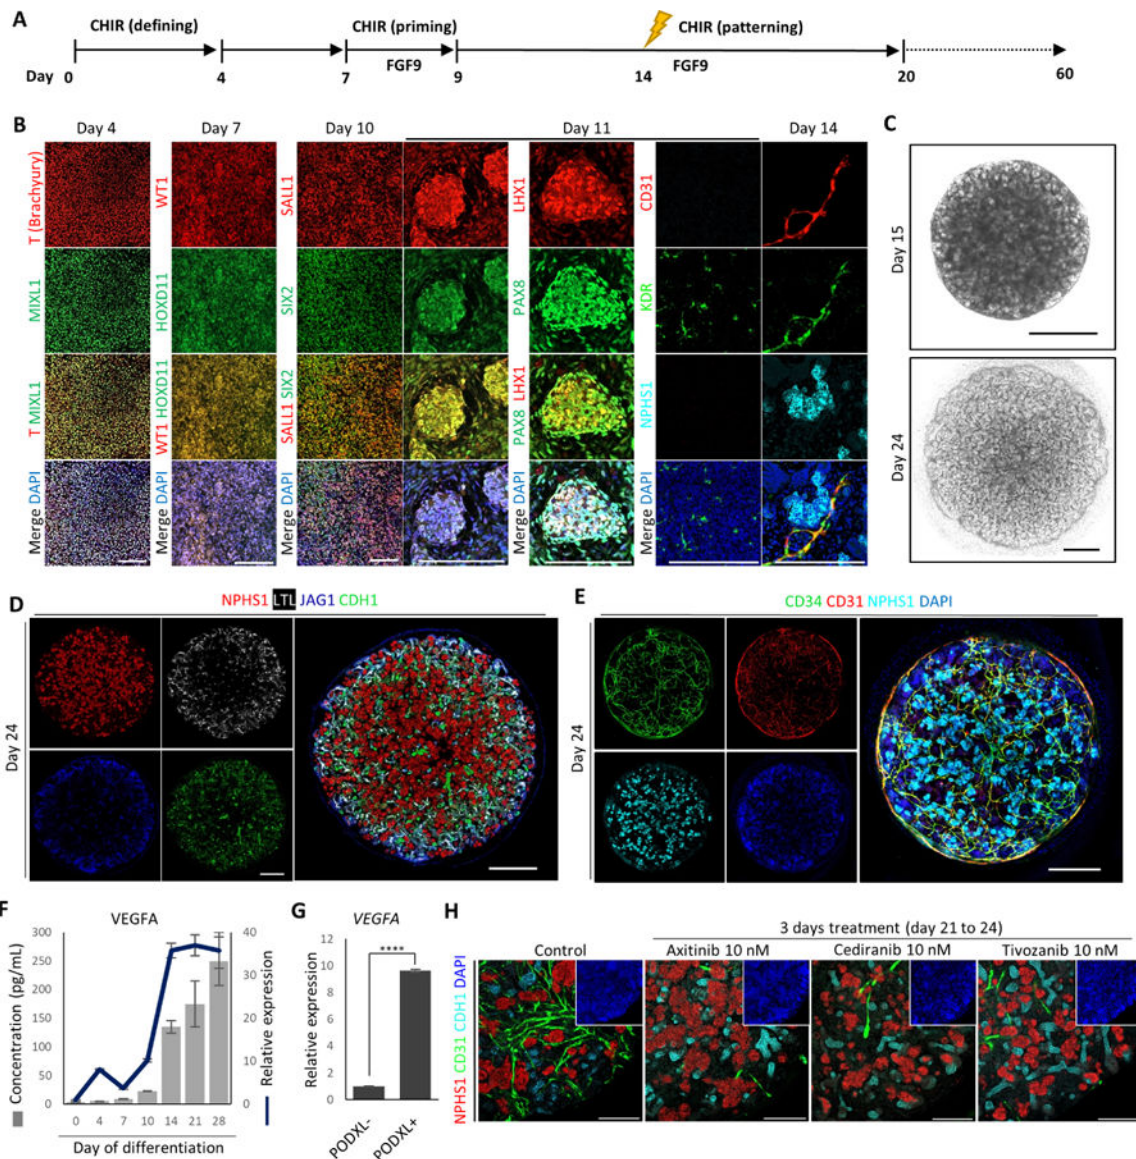 A
CHIR (defining)
CHIR (priming)
CHIR (patterning)
FGF9
FGF9
Day 0 4 7 9 14 20 60
B
Day 4 Day 7 Day 10 Day 11 Day 14
T (Brachyury)
MIXL1
T MIXL1
Merge DAPI
WT1
HOXD11
WT1 HOXD11
Merge DAPI
SALL1
SIX2
SALL1 SIX2
Merge DAPI
LHX1
PAX8
PAX8 LHX1
Merge DAPI
CD31
KDR
NPHS1
Merge DAPI
C
Day 15
Day 24
D
NPHS1 LTL JAG1 CDH1
Day 24
E
CD34 CD31 NPHS1 DAPI
Day 24
F
VEGFA
Concentration (pg/mL)
300
250
200
150
100
50
0
40
30
20
10
0
Relative expression
0 4 7 10 14 21 28
Day of differentiation
G
VEGFA
****
Relative expression
12
10
8
6
4
2
0
PODXL-
PODXL+
H
3 days treatment (day 21 to 24)
Control Axitinib 10 nM Cediranib 10 nM Tivozanib 10 nM
NPHS1 CD31 CDH1 DAPI